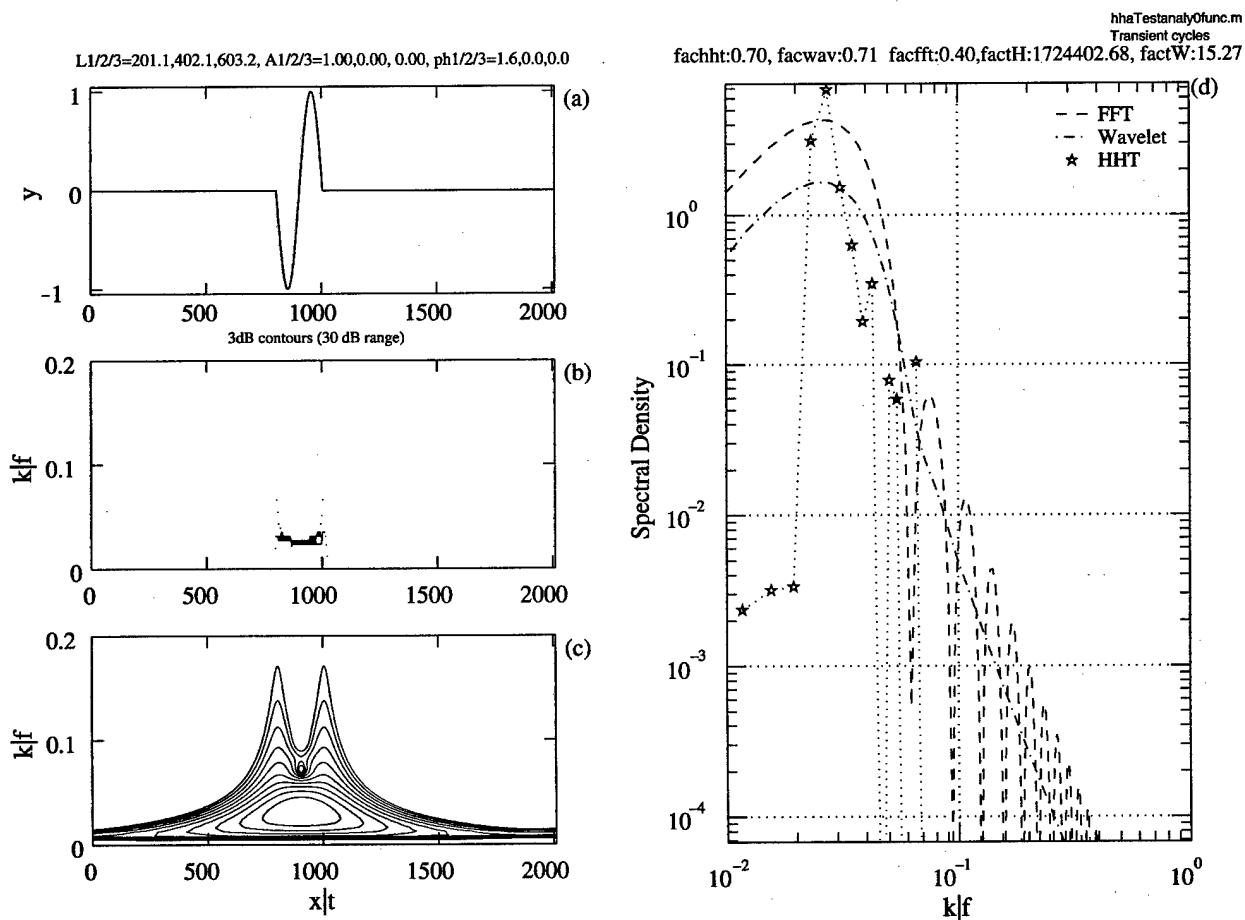 hhaTestanaly0func.m
Transient cycles
L1/2/3=201.1,402.1,603.2, A1/2/3=1.00,0.00, 0.00, ph1/2/3=1.6,0.0,0.0
fachht:0.70, facwav:0.71 facfft:0.40,factH:1724402.68, factW:15.27
(a)
1
0
−1
y
0 500 1000 1500 2000
3dB contours (30 dB range)
(b)
0.2
0.1
0
k|f
0 500 1000 1500 2000
(c)
0.2
0.1
0
k|f
0 500 1000 1500 2000
x|t
(d)
FFT
Wavelet
HHT
10^0
10^−1
10^−2
10^−3
10^−4
Spectral Density
10^−2 10^−1 10^0
k|f